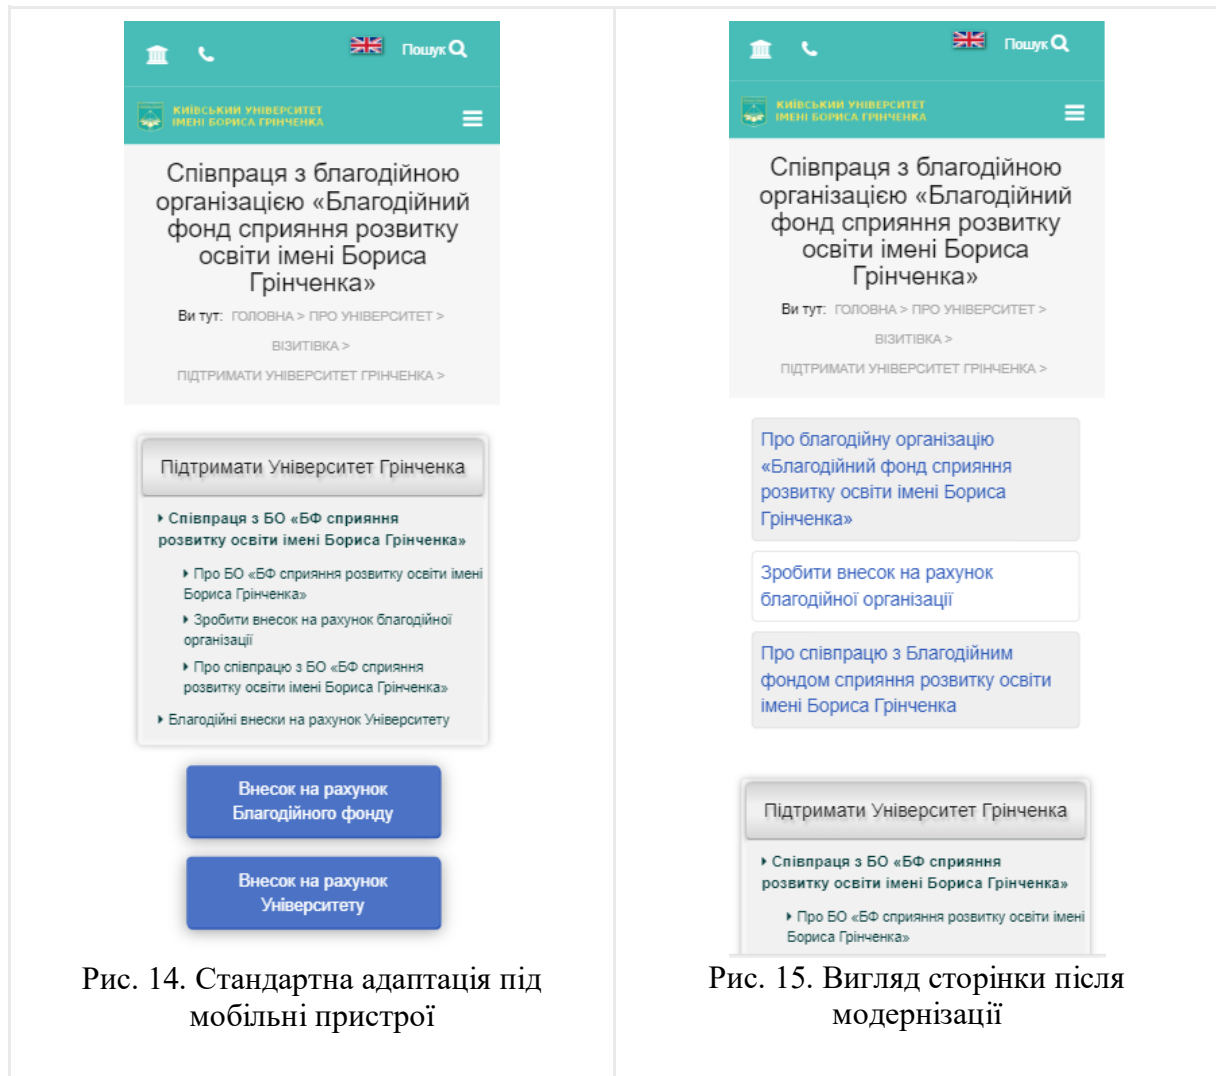 Пошук
КИЇВСЬКИЙ УНІВЕРСИТЕТ
ІМЕНІ БОРИСА ГРІНЧЕНКА
Співпраця з благодійною
організацією «Благодійний
фонд сприяння розвитку
освіти імені Бориса
Грінченка»
Ви тут: ГОЛОВНА > ПРО УНІВЕРСИТЕТ >
ВІЗИТІВКА >
ПІДТРИМАТИ УНІВЕРСИТЕТ ГРІНЧЕНКА >
Підтримати Університет Грінченка
Співпраця з БО «БФ сприяння
розвитку освіти імені Бориса Грінченка»
Про БО «БФ сприяння розвитку освіти імені
Бориса Грінченка»
Зробити внесок на рахунок благодійної
організації
Про співпрацю з БО «БФ сприяння
розвитку освіти імені Бориса Грінченка»
Благодійні внески на рахунок Університету
Внесок на рахунок
Благодійного фонду
Внесок на рахунок
Університету
Рис. 14. Стандартна адаптація під
мобільні пристрої
Пошук
КИЇВСЬКИЙ УНІВЕРСИТЕТ
ІМЕНІ БОРИСА ГРІНЧЕНКА
Співпраця з благодійною
організацією «Благодійний
фонд сприяння розвитку
освіти імені Бориса
Грінченка»
Ви тут: ГОЛОВНА > ПРО УНІВЕРСИТЕТ >
ВІЗИТІВКА >
ПІДТРИМАТИ УНІВЕРСИТЕТ ГРІНЧЕНКА >
Про благодійну організацію
«Благодійний фонд сприяння
розвитку освіти імені Бориса
Грінченка»
Зробити внесок на рахунок
благодійної організації
Про співпрацю з Благодійним
фондом сприяння розвитку освіти
імені Бориса Грінченка
Підтримати Університет Грінченка
Співпраця з БО «БФ сприяння
розвитку освіти імені Бориса Грінченка»
Про БО «БФ сприяння розвитку освіти імені
Бориса Грінченка»
Рис. 15. Вигляд сторінки після
модернізації